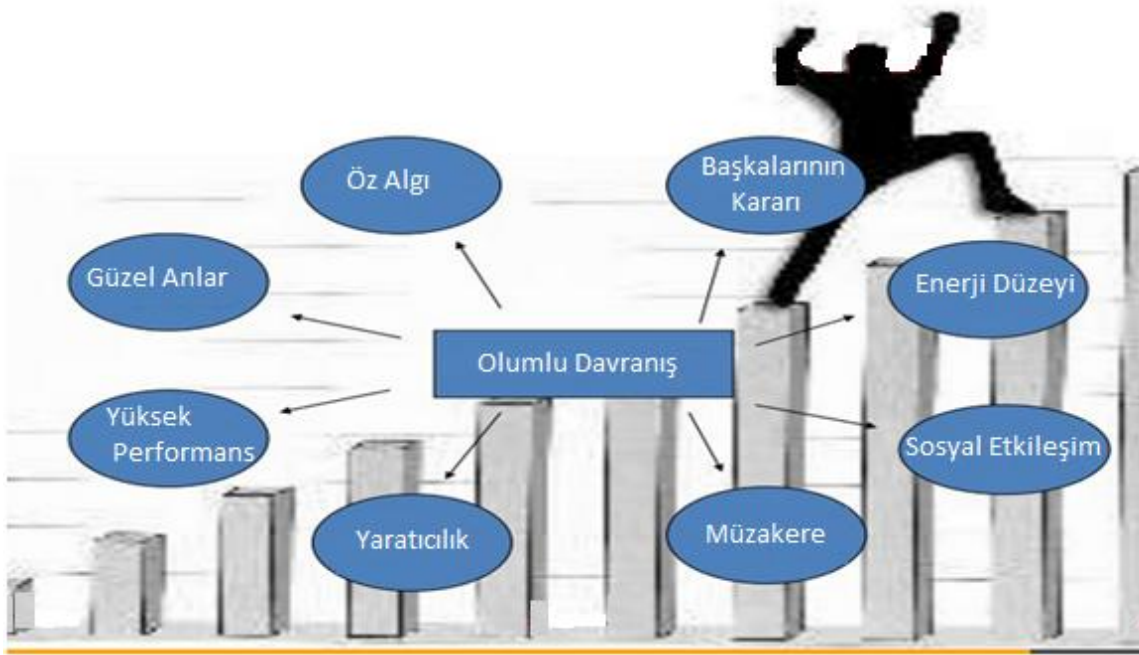 Öz Algı
Başkalarının
Kararı
Güzel Anlar
Enerji Düzeyi
Olumlu Davranış
Yüksek
Performans
Sosyal Etkileşim
Yaratıcılık
Müzakere